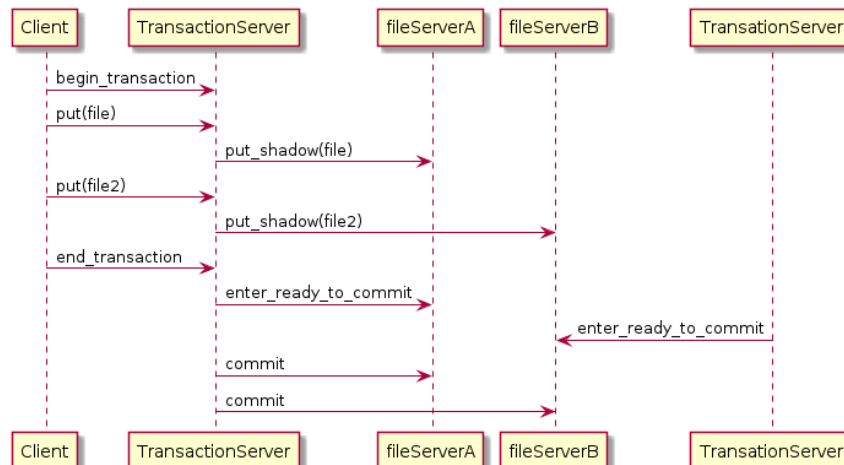 Client TransactionServer fileServerA fileServerB TransationServer
begin_transaction
put(file)
put_shadow(file)
put(file2)
put_shadow(file2)
end_transaction
enter_ready_to_commit
enter_ready_to_commit
commit
commit
Client TransactionServer fileServerA fileServerB TransationServer